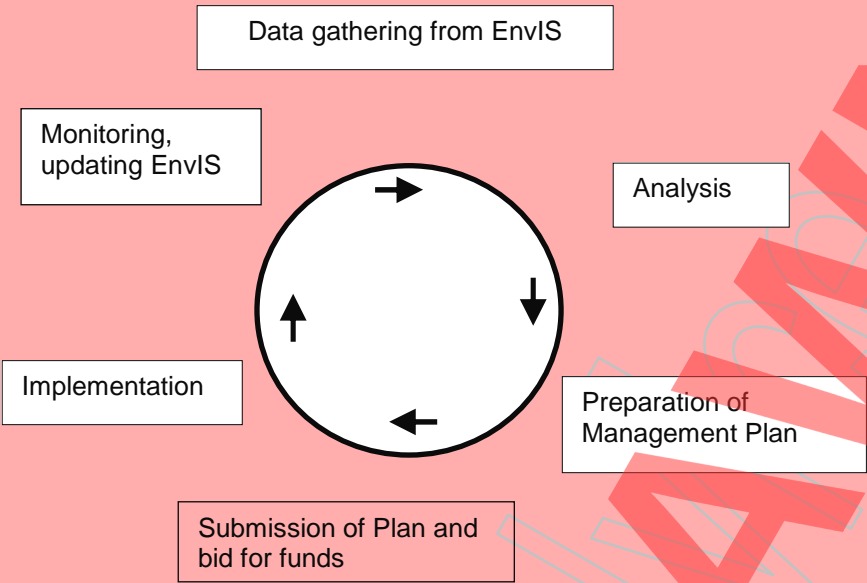 Data gathering from EnvIS
Monitoring,
updating EnvIS
Analysis
Implementation
Preparation of
Management Plan
Submission of Plan and
bid for funds